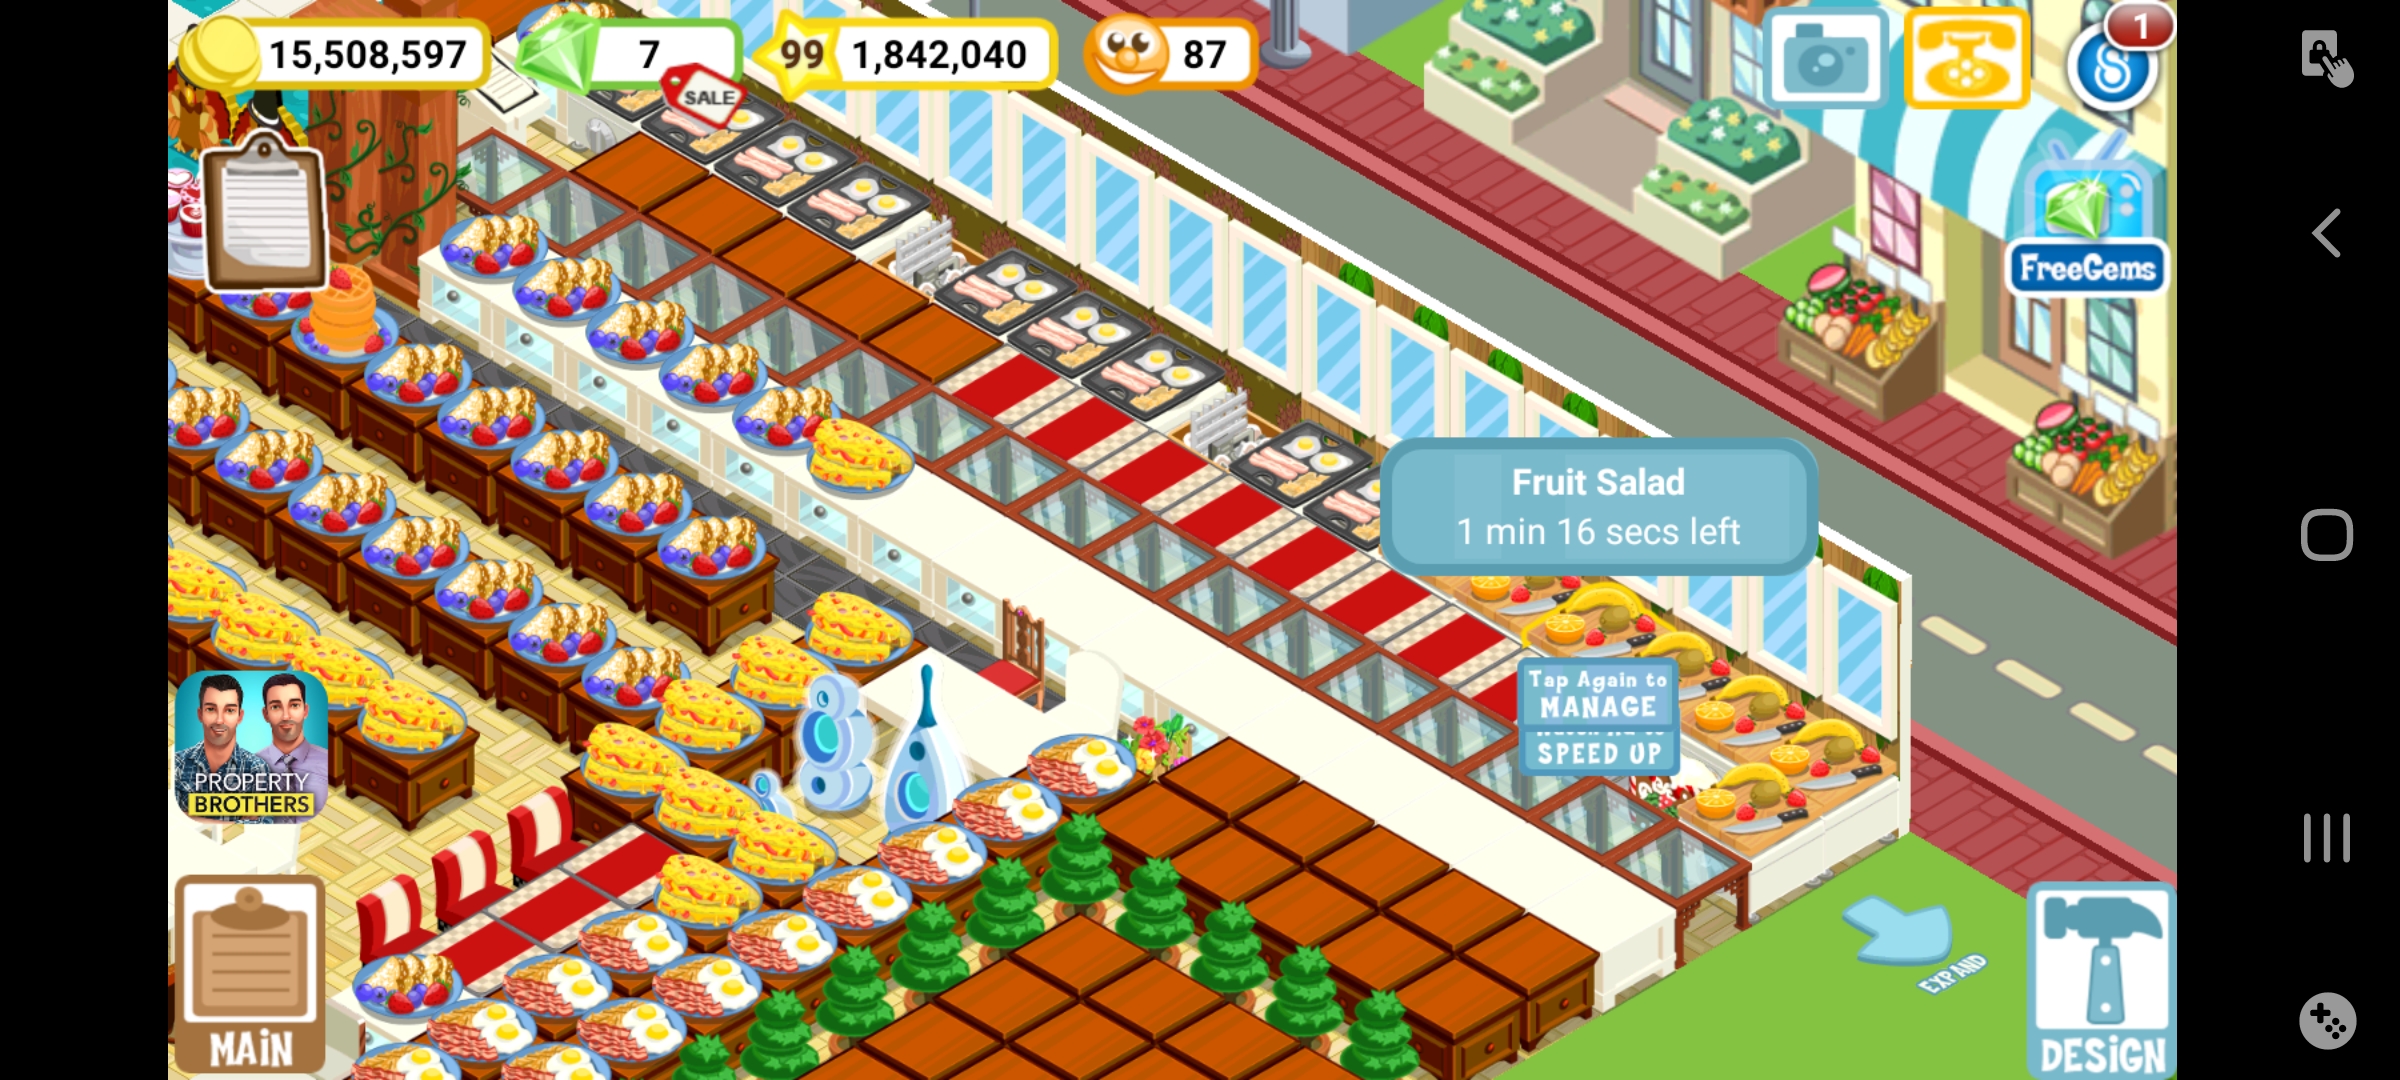 15,508,597
7
99
1,842,040
87
1
SALE
FreeGems
Fruit Salad
1 min 16 secs left
Tap Again to
MANAGE
SPEED UP
PROPERTY
BROTHERS
EXPAND
MAiN
DESiGN